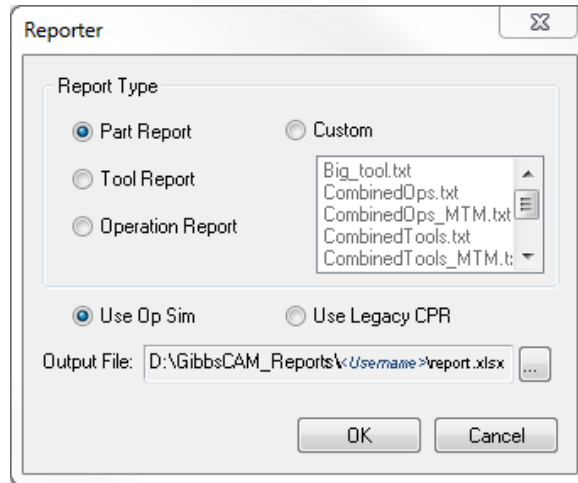 Reporter
Report Type
Part Report
Custom
Tool Report
Operation Report
Big_tool.txt
CombinedOps.txt
CombinedOps_MTM.txt
CombinedTools.txt
CombinedTools_MTM.t
Use Op Sim
Use Legacy CPR
Output File: D:\GibbsCAM_Reports\<Username>\report.xlsx ...
OK Cancel